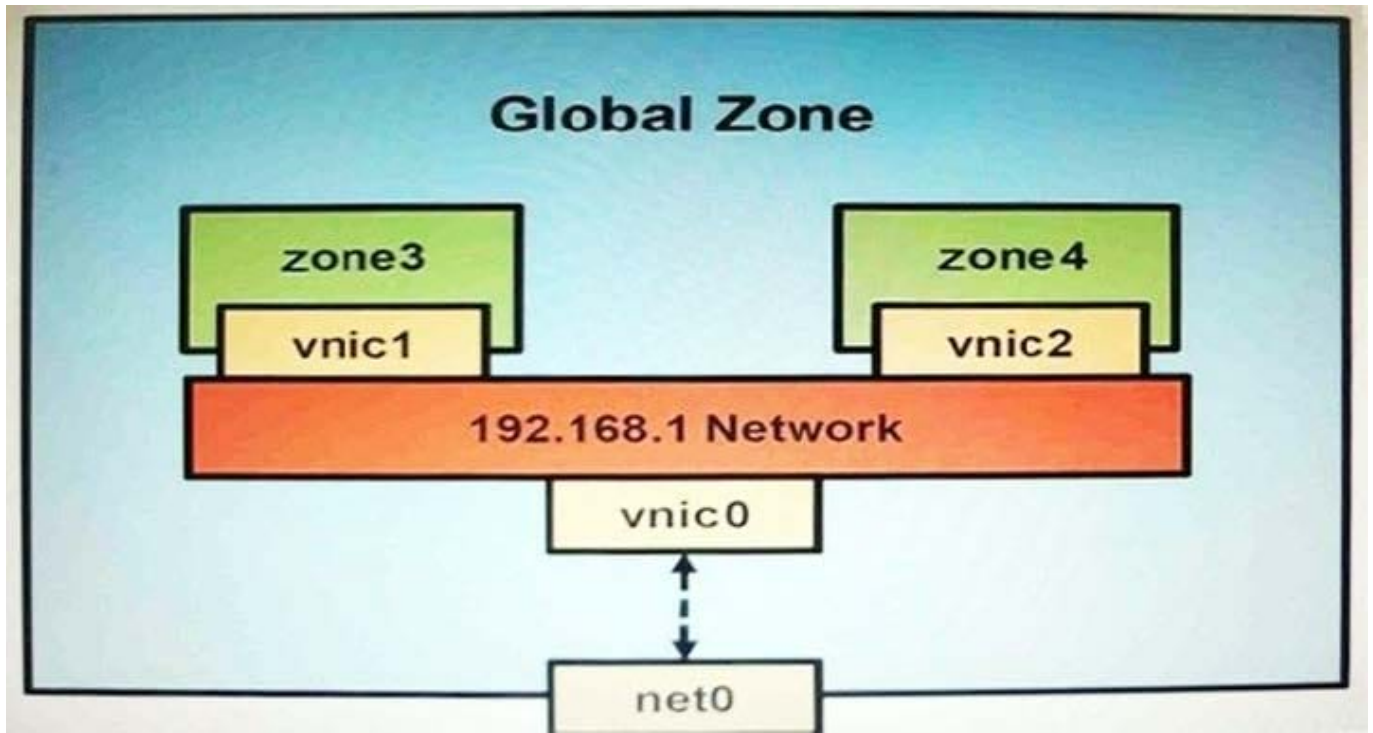 Global Zone
zone3
zone4
vnic1
vnic2
192.168.1 Network
vnic0
net0